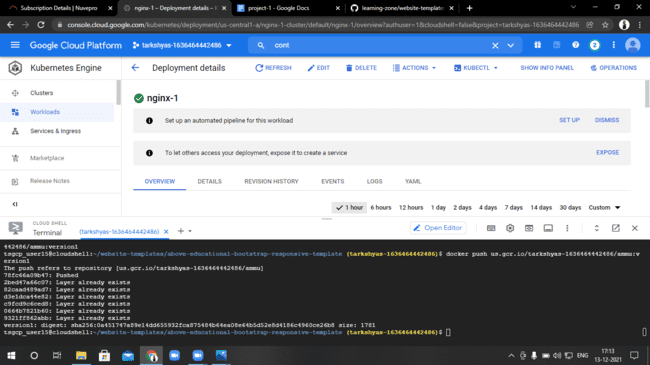 Subscription Details | Nuvepro
nginx-1 – Deployment details – K
project-1 - Google Docs
learning-zone/website-template
console.cloud.google.com/kubernetes/deployment/us-central1-a/nginx-1-cluster/default/nginx-1/overview?authuser=1&cloudshell=false&project=tarkshyas-1636464442486
Google Cloud Platform
tarkshyas-1636464442486
cont
2
Kubernetes Engine
Deployment details
REFRESH
EDIT
DELETE
ACTIONS
KUBECTL
SHOW INFO PANEL
OPERATIONS
Clusters
Workloads
Services & Ingress
Marketplace
Release Notes
nginx-1
Set up an automated pipeline for this workload
SET UP
DISMISS
To let others access your deployment, expose it to create a service
EXPOSE
OVERVIEW
DETAILS
REVISION HISTORY
EVENTS
LOGS
YAML
1 hour
6 hours
12 hours
1 day
2 days
4 days
7 days
14 days
30 days
Custom
CLOUD SHELL
Terminal
(tarkshyas-1636464442486)
Open Editor
442486/ammu:version1
tsgcp_user15@cloudshell:~/website-templates/above-educational-bootstrap-responsive-template (tarkshyas-1636464442486)$ docker push us.gcr.io/tarkshyas-1636464442486/ammu:v
ersion1
The push refers to repository [us.gcr.io/tarkshyas-1636464442486/ammu]
78fc66a09b47: Pushed
2bed47a66c07: Layer already exists
82caad489ad7: Layer already exists
d3e1dca44e82: Layer already exists
c9fcd9c6ced8: Layer already exists
0664b7821b60: Layer already exists
9321ff862abb: Layer already exists
version1: digest: sha256:0a451747a89e14dd655932fca875484b64ea08e64b5d52e8d4186c4960ce26b8 size: 1781
tsgcp_user15@cloudshell:~/website-templates/above-educational-bootstrap-responsive-template (tarkshyas-1636464442486)$
ENG
17:13
13-12-2021